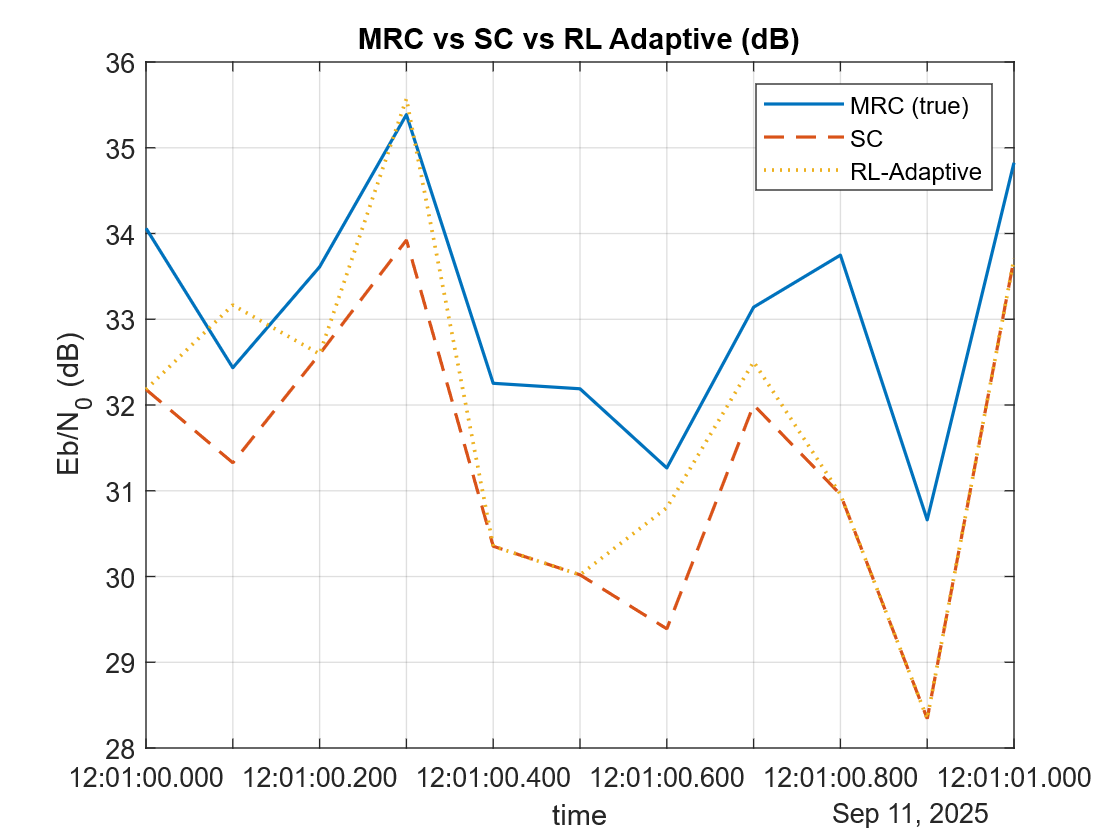 MRC vs SC vs RL Adaptive (dB)
36
35
34
33
32
31
30
29
28
Eb/N0 (dB)
MRC (true)
SC
RL-Adaptive
12:01:00.000 12:01:00.200 12:01:00.400 12:01:00.600 12:01:00.800 12:01:01.000
time
Sep 11, 2025